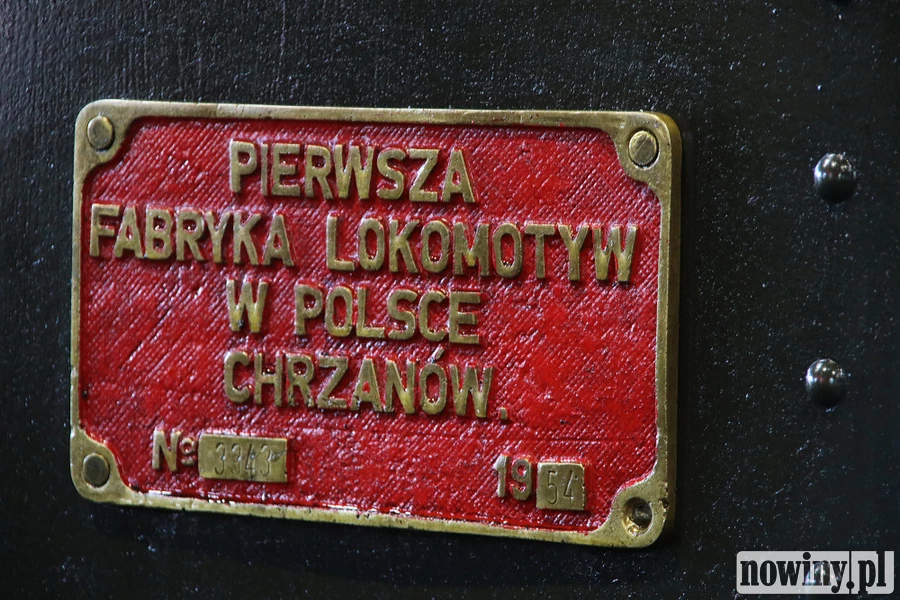 PIERWSZA
FABRYKA LOKOMOTYW
W POLSCE
CHRZANÓW.
No 3343 1954
nowiny.pl